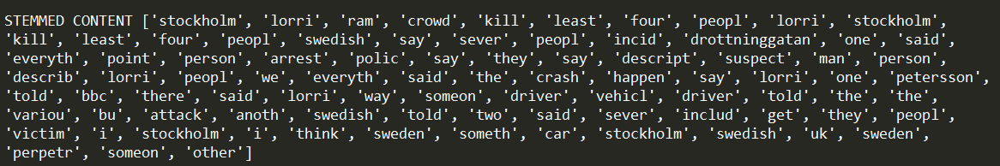 STEMMED CONTENT ['stockholm', 'lorri', 'ram', 'crowd', 'kill', 'least', 'four', 'peopl', 'lorri', 'stockholm',
'kill', 'least', 'four', 'peopl', 'swedish', 'say', 'sever', 'peopl', 'incid', 'drottninggatan', 'one', 'said',
'everyth', 'point', 'person', 'arrest', 'polic', 'say', 'they', 'say', 'descript', 'suspect', 'man', 'person',
'describ', 'lorri', 'peopl', 'we', 'everyth', 'said', 'the', 'crash', 'happen', 'say', 'lorri', 'one', 'petersson',
'told', 'bbc', 'there', 'said', 'lorri', 'way', 'someon', 'driver', 'vehicl', 'driver', 'told', 'the', 'the',
'variou', 'bu', 'attack', 'anoth', 'swedish', 'told', 'two', 'said', 'sever', 'includ', 'get', 'they', 'peopl',
'victim', 'i', 'stockholm', 'i', 'think', 'sweden', 'someth', 'car', 'stockholm', 'swedish', 'uk', 'sweden',
'perpetr', 'someon', 'other']